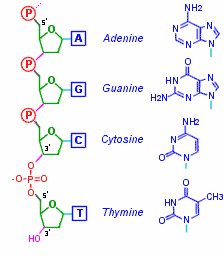 P
5'
NH2
N
N
N
N
A
Adenine
P
O
O
HN
N
H2N
N
N
G
Guanine
P
O
NH2
N
O
N
C
Cytosine
3'
O
-O-P=O
O
5'
O
O
HN
CH3
O
N
T
Thymine
HO
3'